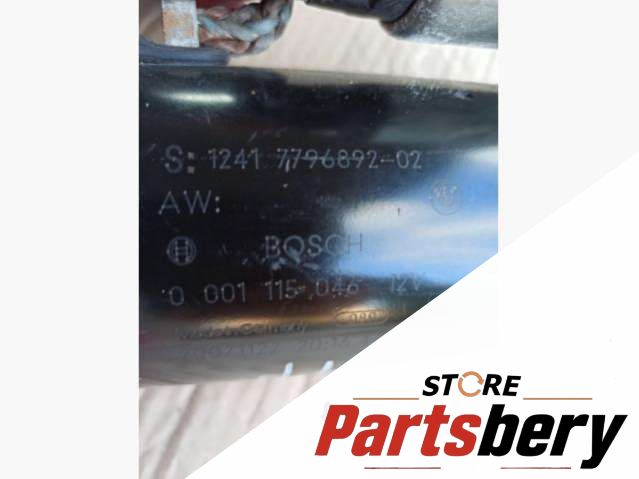 S: 1241 7796892-02
AW:
BOSCH
0 001 115 046 12V
STORE
Partsbery